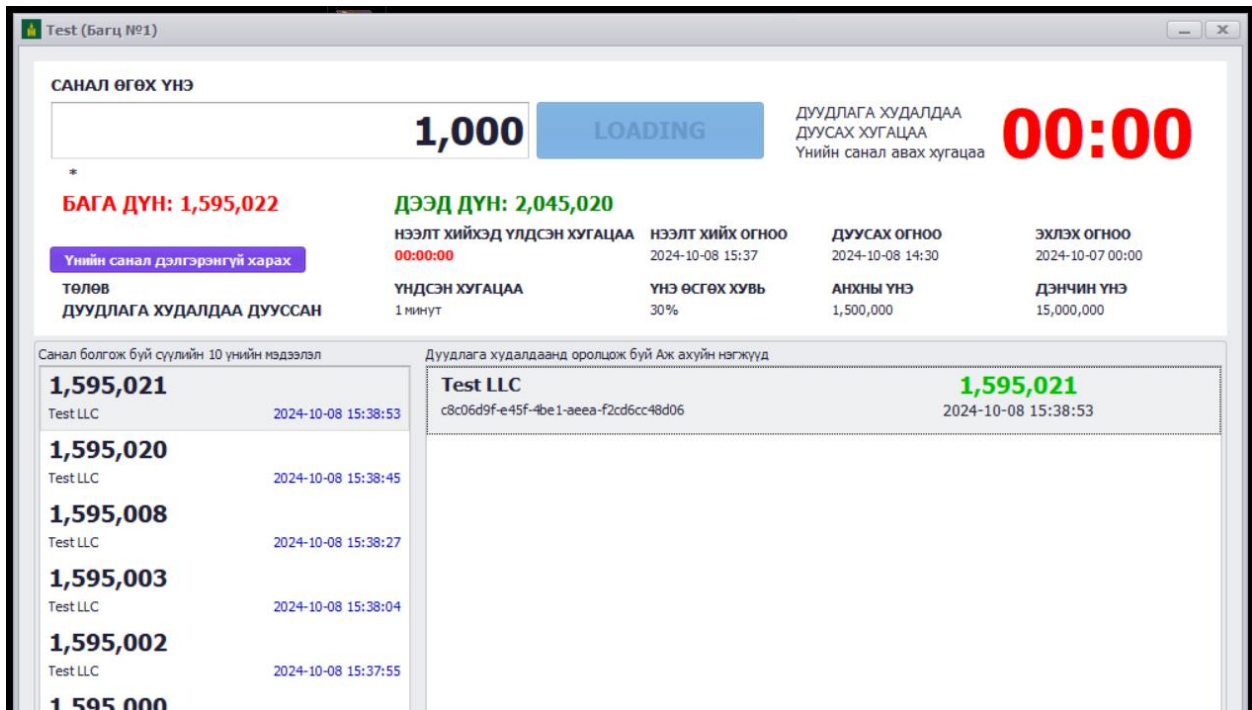 Test (Багц №1)
САНАЛ ӨГӨХ ҮНЭ
1,000
LOADING
ДУУДЛАГА ХУДАЛДАА
ДУУСАХ ХУГАЦАА
Үнийн санал авах хугацаа
00:00
*
БАГА ДҮН: 1,595,022
ДЭЭД ДҮН: 2,045,020
НЭЭЛТ ХИЙХЭД ҮЛДСЭН ХУГАЦАА
00:00:00
НЭЭЛТ ХИЙХ ОГНОО
2024-10-08 15:37
ДУУСАХ ОГНОО
2024-10-08 14:30
ЭХЛЭХ ОГНОО
2024-10-07 00:00
Үнийн санал дэлгэрэнгүй харах
ТӨЛӨВ
ДУУДЛАГА ХУДАЛДАА ДУУССАН
ҮНДСЭН ХУГАЦАА
1 минут
ҮНЭ ӨСГӨХ ХУВЬ
30%
АНХНЫ ҮНЭ
1,500,000
ДЭНЧИН ҮНЭ
15,000,000
Санал болгож буй сүүлийн 10 үнийн мэдээлэл
1,595,021
Test LLC 2024-10-08 15:38:53
1,595,020
Test LLC 2024-10-08 15:38:45
1,595,008
Test LLC 2024-10-08 15:38:27
1,595,003
Test LLC 2024-10-08 15:38:04
1,595,002
Test LLC 2024-10-08 15:37:55
1,595,000
Дуудлага худалдаанд оролцож буй Аж ахуйн нэгжүүд
Test LLC 1,595,021
c8c06d9f-e45f-4be1-aeea-f2cd6cc48d06 2024-10-08 15:38:53